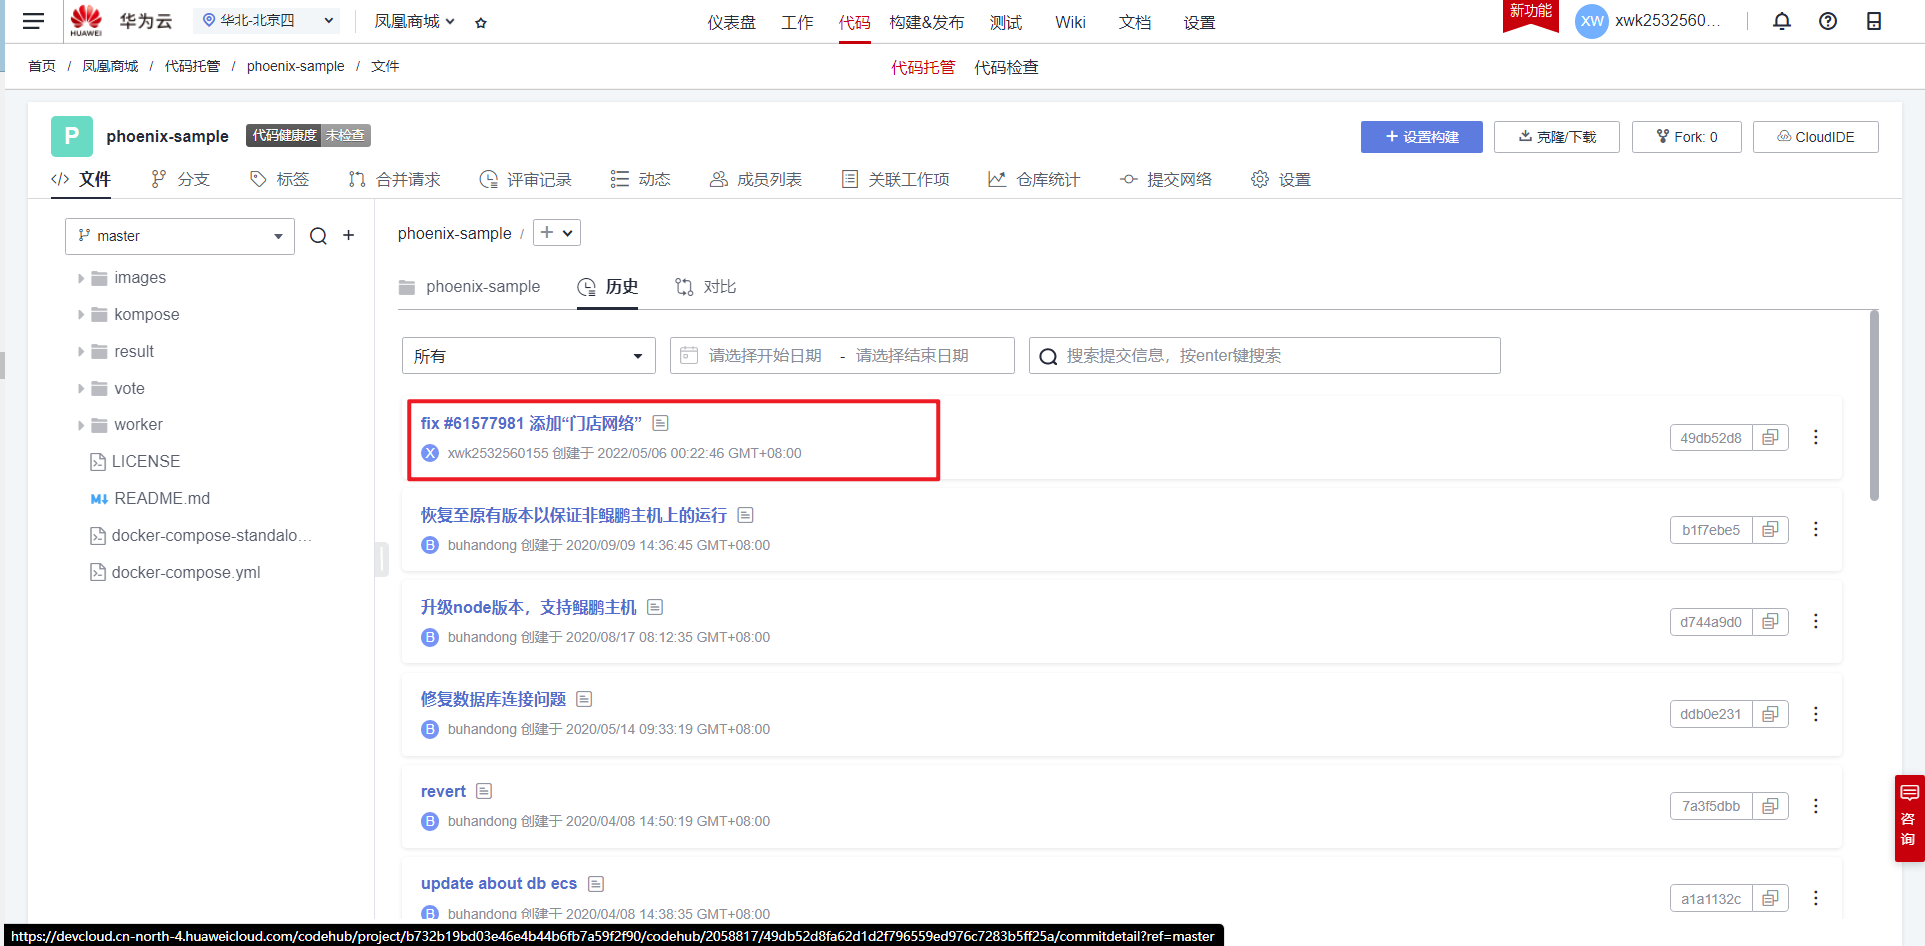 HUAWEI
华为云
华北-北京四
凤凰商城
仪表盘 工作 代码 构建&发布 测试 Wiki 文档 设置
新功能
XW
xwk2532560...
首页 / 凤凰商城 / 代码托管 / phoenix-sample / 文件
代码托管 代码检查
P
phoenix-sample
代码健康度 未检查
设置构建
克隆/下载
Fork: 0
CloudIDE
文件 分支 标签 合并请求 评审记录 动态 成员列表 关联工作项 仓库统计 提交网络 设置
master
images
kompose
result
vote
worker
LICENSE
README.md
docker-compose-standalo...
docker-compose.yml
phoenix-sample /
phoenix-sample 历史 对比
所有
请选择开始日期 - 请选择结束日期
搜索提交信息，按enter键搜索
fix #61577981 添加“门店网络”
X xwk2532560155 创建于 2022/05/06 00:22:46 GMT+08:00
49db52d8
恢复至原有版本以保证非鲲鹏主机上的运行
B buhandong 创建于 2020/09/09 14:36:45 GMT+08:00
b1f7ebe5
升级node版本，支持鲲鹏主机
B buhandong 创建于 2020/08/17 08:12:35 GMT+08:00
d744a9d0
修复数据库连接问题
B buhandong 创建于 2020/05/14 09:33:19 GMT+08:00
ddb0e231
revert
B buhandong 创建于 2020/04/08 14:50:19 GMT+08:00
7a3f5dbb
update about db ecs
B buhandong 创建于 2020/04/08 14:38:35 GMT+08:00
a1a1132c
咨询
https://devcloud.cn-north-4.huaweicloud.com/codehub/project/b732b19bd03e46e4b44b6fb7a59f2f90/codehub/2058817/49db52d8fa62d1d2f796559ed976c7283b5ff25a/commitdetail?ref=master